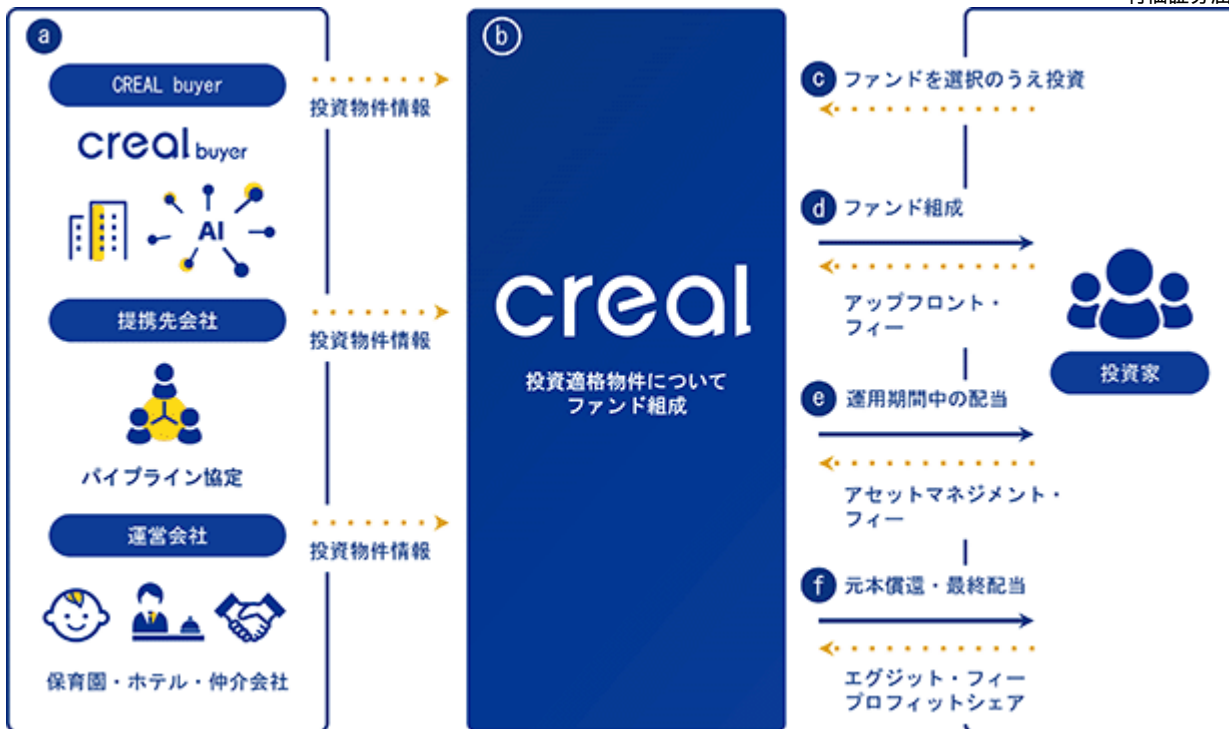 a
CREAL buyer
creal buyer
AI
提携先会社
パイプライン協定
運営会社
保育園・ホテル・仲介会社
投資物件情報
投資物件情報
投資物件情報
b
creal
投資適格物件について
ファンド組成
c ファンドを選択のうえ投資
d ファンド組成
アップフロント・
フィー
e 運用期間中の配当
アセットマネジメント・
フィー
f 元本償還・最終配当
エグジット・フィー
プロフィットシェア
投資家